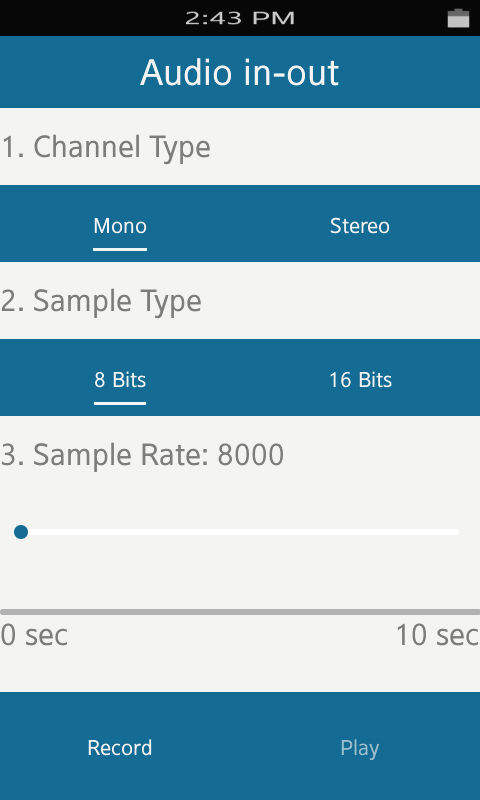 2:43 PM
Audio in-out
1. Channel Type
Mono Stereo
2. Sample Type
8 Bits 16 Bits
3. Sample Rate: 8000
0 sec 10 sec
Record Play